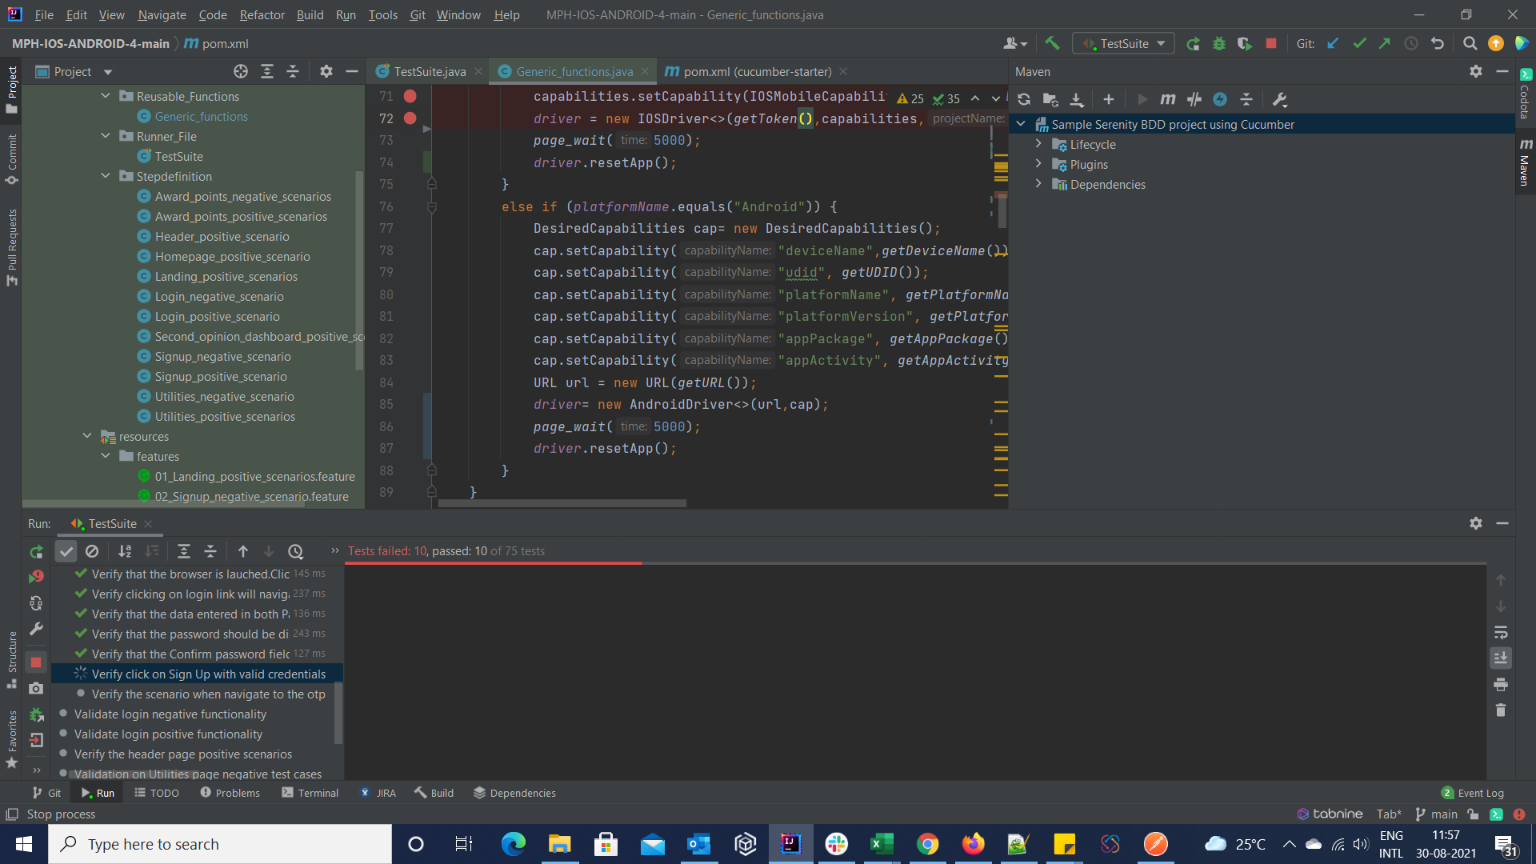 File Edit View Navigate Code Refactor Build Run Tools Git Window Help MPH-IOS-ANDROID-4-main - Generic_functions.java
MPH-IOS-ANDROID-4-main m pom.xml TestSuite Git:
Project TestSuite.java Generic_functions.java m pom.xml (cucumber-starter) Maven
Reusable_Functions
Generic_functions
Runner_File
TestSuite
Stepdefinition
Award_points_negative_scenarios
Award_points_positive_scenarios
Header_positive_scenario
Homepage_positive_scenario
Landing_positive_scenarios
Login_negative_scenario
Login_positive_scenario
Second_opinion_dashboard_positive_sc
Signup_negative_scenario
Signup_positive_scenario
Utilities_negative_scenario
Utilities_positive_scenarios
resources
features
01_Landing_positive_scenarios.feature
02_Signup_negative_scenario.feature
25 35
71 capabilities.setCapability(IOSMobileCapabili
72 driver = new IOSDriver<>(getToken(),capabilities, projectName:
73 page_wait( time: 5000);
74 driver.resetApp();
75 }
76 else if (platformName.equals("Android")) {
77 DesiredCapabilities cap= new DesiredCapabilities();
78 cap.setCapability( capabilityName: "deviceName",getDeviceName())
79 cap.setCapability( capabilityName: "udid", getUDID());
80 cap.setCapability( capabilityName: "platformName", getPlatformNa
81 cap.setCapability( capabilityName: "platformVersion", getPlatfor
82 cap.setCapability( capabilityName: "appPackage", getAppPackage()
83 cap.setCapability( capabilityName: "appActivity", getAppActivity
84 URL url = new URL(getURL());
85 driver= new AndroidDriver<>(url,cap);
86 page_wait( time: 5000);
87 driver.resetApp();
88 }
89 }
Sample Serenity BDD project using Cucumber
Lifecycle
Plugins
Dependencies
Project
Commit
Pull Requests
Structure
Favorites
Codota
m Maven
Run: TestSuite
Tests failed: 10, passed: 10 of 75 tests
Verify that the browser is lauched.Clic 145 ms
Verify clicking on login link will navig. 237 ms
Verify that the data entered in both P. 136 ms
Verify that the password should be di 243 ms
Verify that the Confirm password fielc 127 ms
Verify click on Sign Up with valid credentials
Verify the scenario when navigate to the otp
Validate login negative functionality
Validate login positive functionality
Verify the header page positive scenarios
Validation on Utilities page negative test cases
Git Run TODO Problems Terminal JIRA Build Dependencies 2 Event Log
Stop process tabnine Tab* main
Type here to search 25°C ENG INTL 11:57 30-08-2021 31